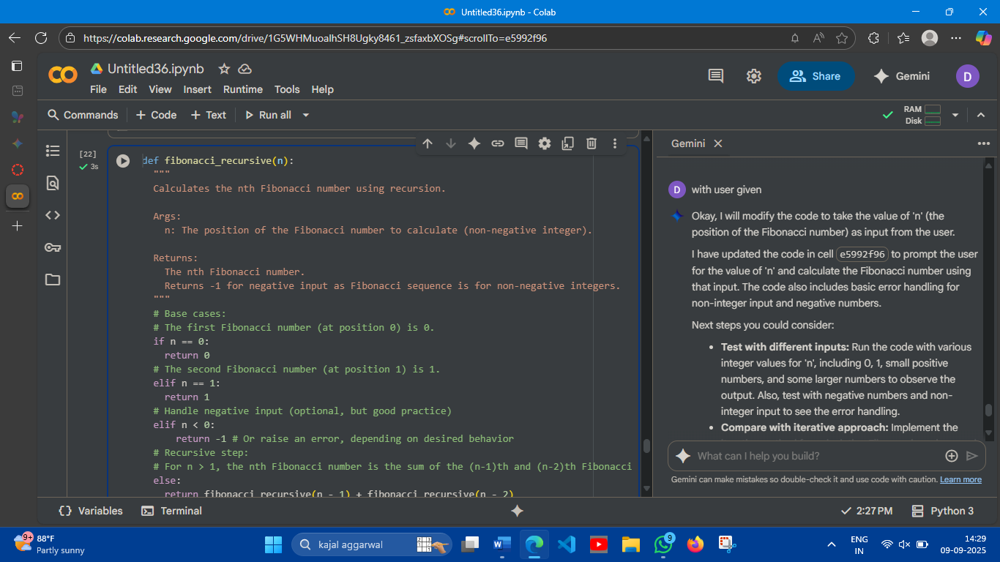 Untitled36.ipynb - Colab
https://colab.research.google.com/drive/1G5WHMuoaIhSH8Ugky8461_zsfaxbXOSg#scrollTo=e5992f96
Untitled36.ipynb
File Edit View Insert Runtime Tools Help
Share
Gemini
D
Commands + Code + Text Run all
RAM
Disk
[22]
3s
def fibonacci_recursive(n):
"""
Calculates the nth Fibonacci number using recursion.
Args:
n: The position of the Fibonacci number to calculate (non-negative integer).
Returns:
The nth Fibonacci number.
Returns -1 for negative input as Fibonacci sequence is for non-negative integers.
"""
# Base cases:
# The first Fibonacci number (at position 0) is 0.
if n == 0:
return 0
# The second Fibonacci number (at position 1) is 1.
elif n == 1:
return 1
# Handle negative input (optional, but good practice)
elif n < 0:
return -1 # Or raise an error, depending on desired behavior
# Recursive step:
# For n > 1, the nth Fibonacci number is the sum of the (n-1)th and (n-2)th Fibonacci
else:
return fibonacci_recursive(n - 1) + fibonacci_recursive(n - 2)
Gemini
D with user given
Okay, I will modify the code to take the value of 'n' (the
position of the Fibonacci number) as input from the user.
I have updated the code in cell e5992f96 to prompt the user
for the value of 'n' and calculate the Fibonacci number using
that input. The code also includes basic error handling for
non-integer input and negative numbers.
Next steps you could consider:
• Test with different inputs: Run the code with various
integer values for 'n', including 0, 1, small positive
numbers, and some larger numbers to observe the
output. Also, test with negative numbers and non-
integer input to see the error handling.
• Compare with iterative approach: Implement the
What can I help you build?
Gemini can make mistakes so double-check it and use code with caution. Learn more
{} Variables Terminal
2:27 PM Python 3
9+
88°F
Partly sunny
kajal aggarwal
9
ENG
IN
14:29
09-09-2025